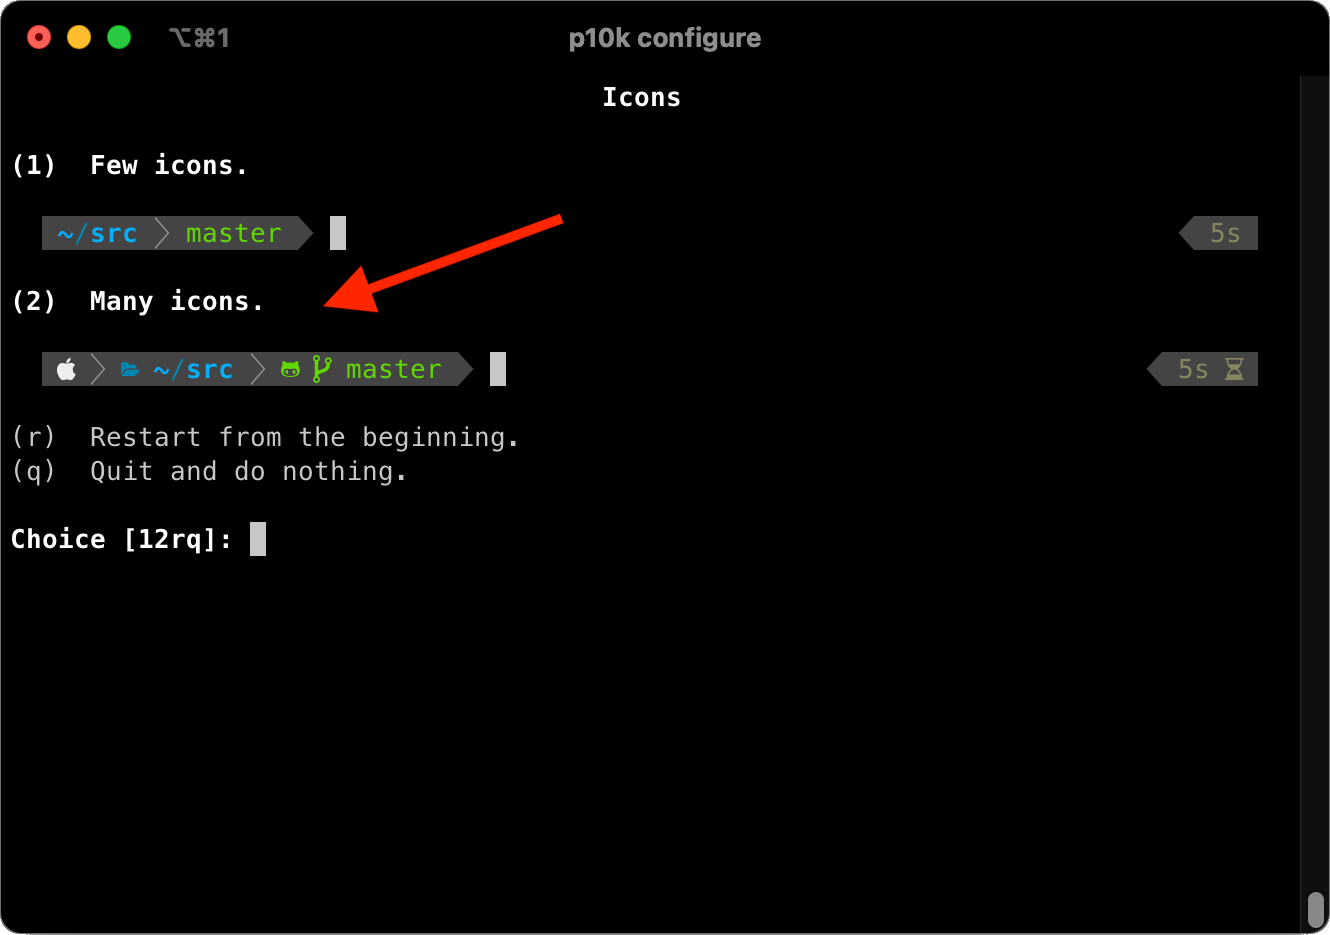 ⌥⌘1 p10k configure
Icons
(1) Few icons.
~/src master 5s
(2) Many icons.
~/src master 5s
(r) Restart from the beginning.
(q) Quit and do nothing.
Choice [12rq]: